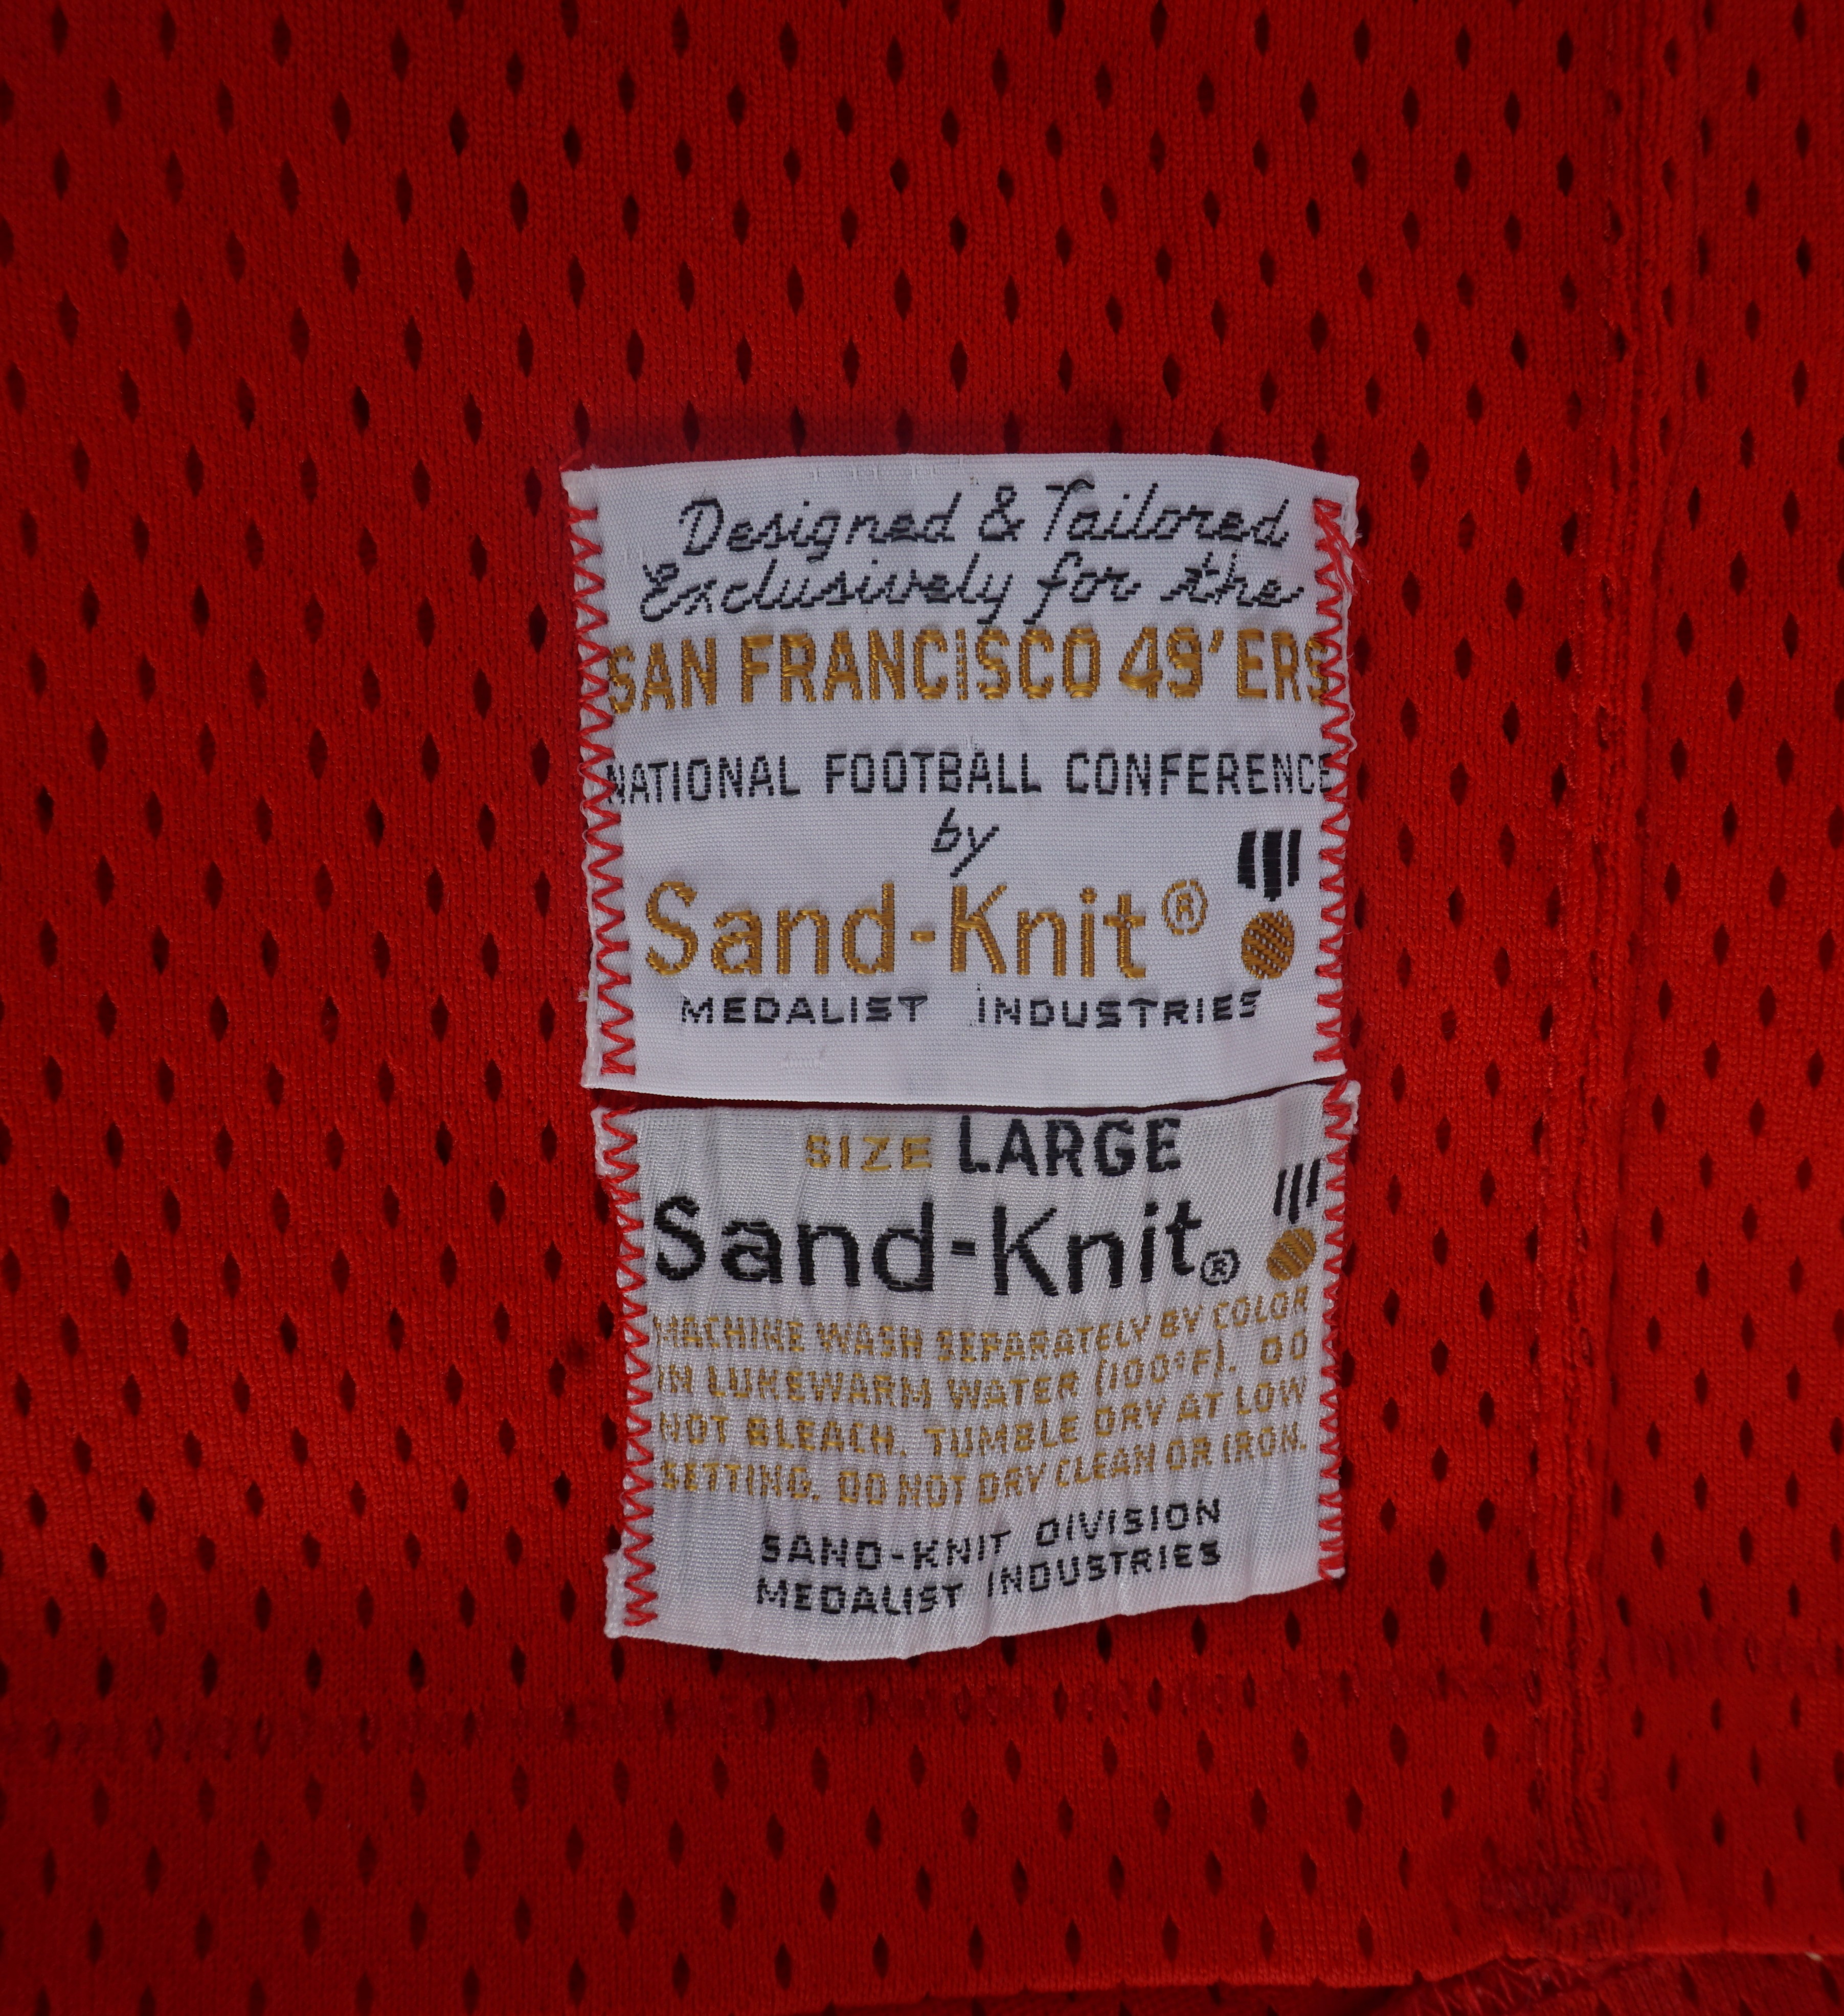 Designed & Tailored
Exclusively for the
SAN FRANCISCO 49'ERS
NATIONAL FOOTBALL CONFERENCE
by
Sand-Knit®
MEDALIST INDUSTRIES
SIZE LARGE
Sand-Knit®
MACHINE WASH SEPARATELY BY COLOR
IN LUKEWARM WATER (100°F). DO
NOT BLEACH. TUMBLE DRY AT LOW
SETTING. DO NOT DRY CLEAN OR IRON.
SAND-KNIT DIVISION
MEDALIST INDUSTRIES